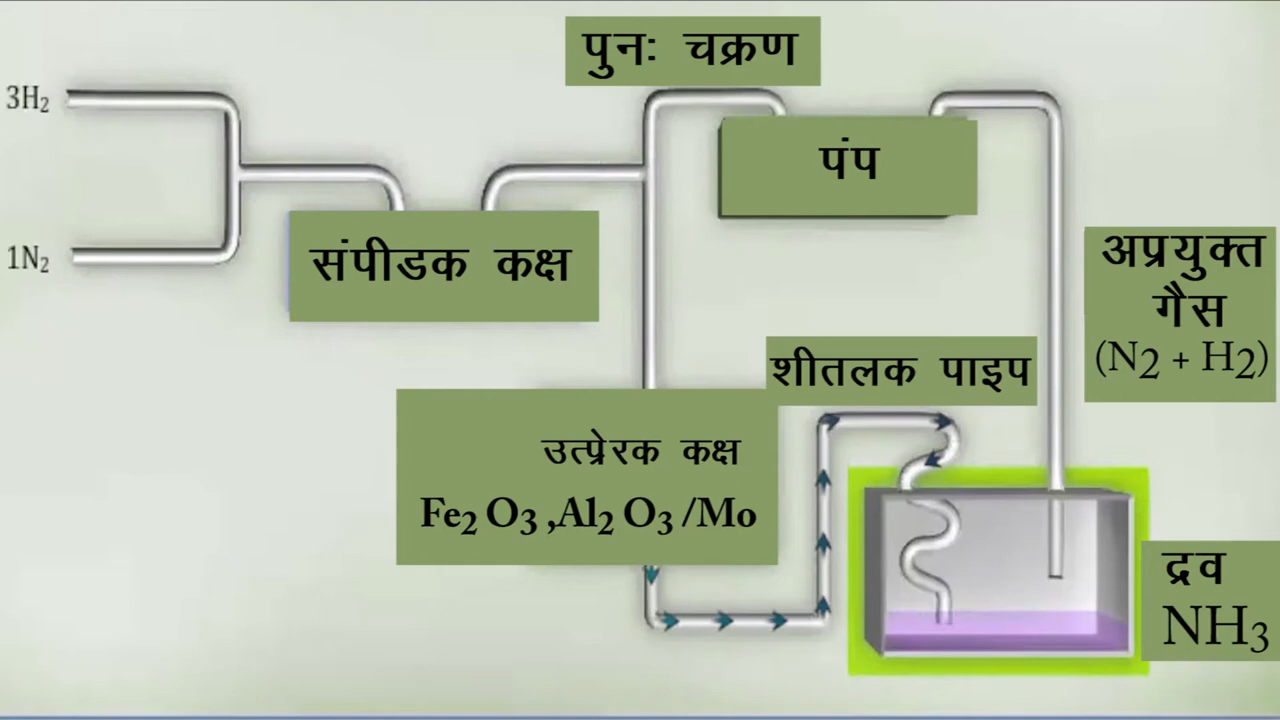 पुनः चक्रण
3H₂
पंप
1N₂
संपीडक कक्ष
अप्रयुक्त
गैस
(N2 + H2)
शीतलक पाइप
उत्प्रेरक कक्ष
Fe₂ O₃ ,Al₂ O₃ /Mo
द्रव
NH₃